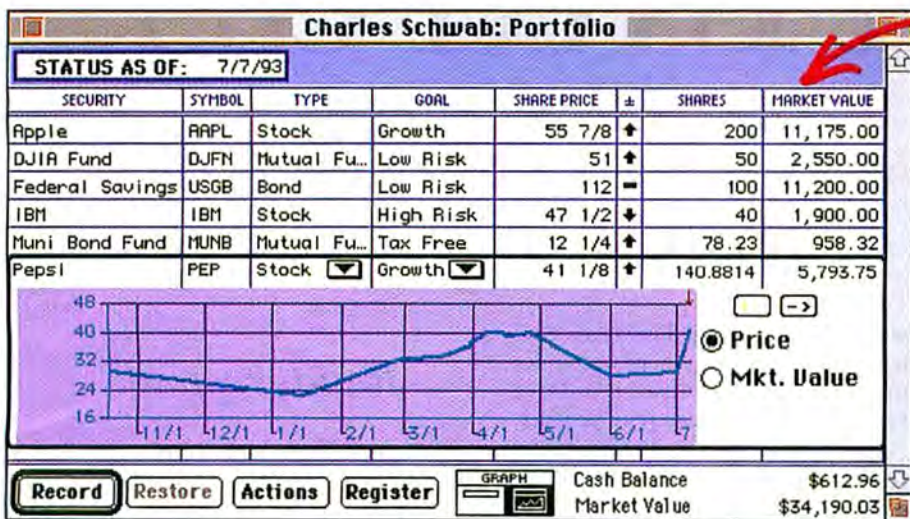 Charles Schwab: Portfolio
STATUS AS OF: 7/7/93
SECURITY SYMBOL TYPE GOAL SHARE PRICE ± SHARES MARKET VALUE
Apple AAPL Stock Growth 55 7/8 200 11,175.00
DJIA Fund DJFN Mutual Fu… Low Risk 51 50 2,550.00
Federal Savings USGB Bond Low Risk 112 100 11,200.00
IBM IBM Stock High Risk 47 1/2 40 1,900.00
Muni Bond Fund MUNB Mutual Fu… Tax Free 12 1/4 78.23 958.32
Pepsi PEP Stock Growth 41 1/8 140.8814 5,793.75
48
40
32
24
16
11/1 12/1 1/1 2/1 3/1 4/1 5/1 6/1 7
->
Price
Mkt. Value
Record Restore Actions Register GRAPH
Cash Balance $612.96
Market Value $34,190.03